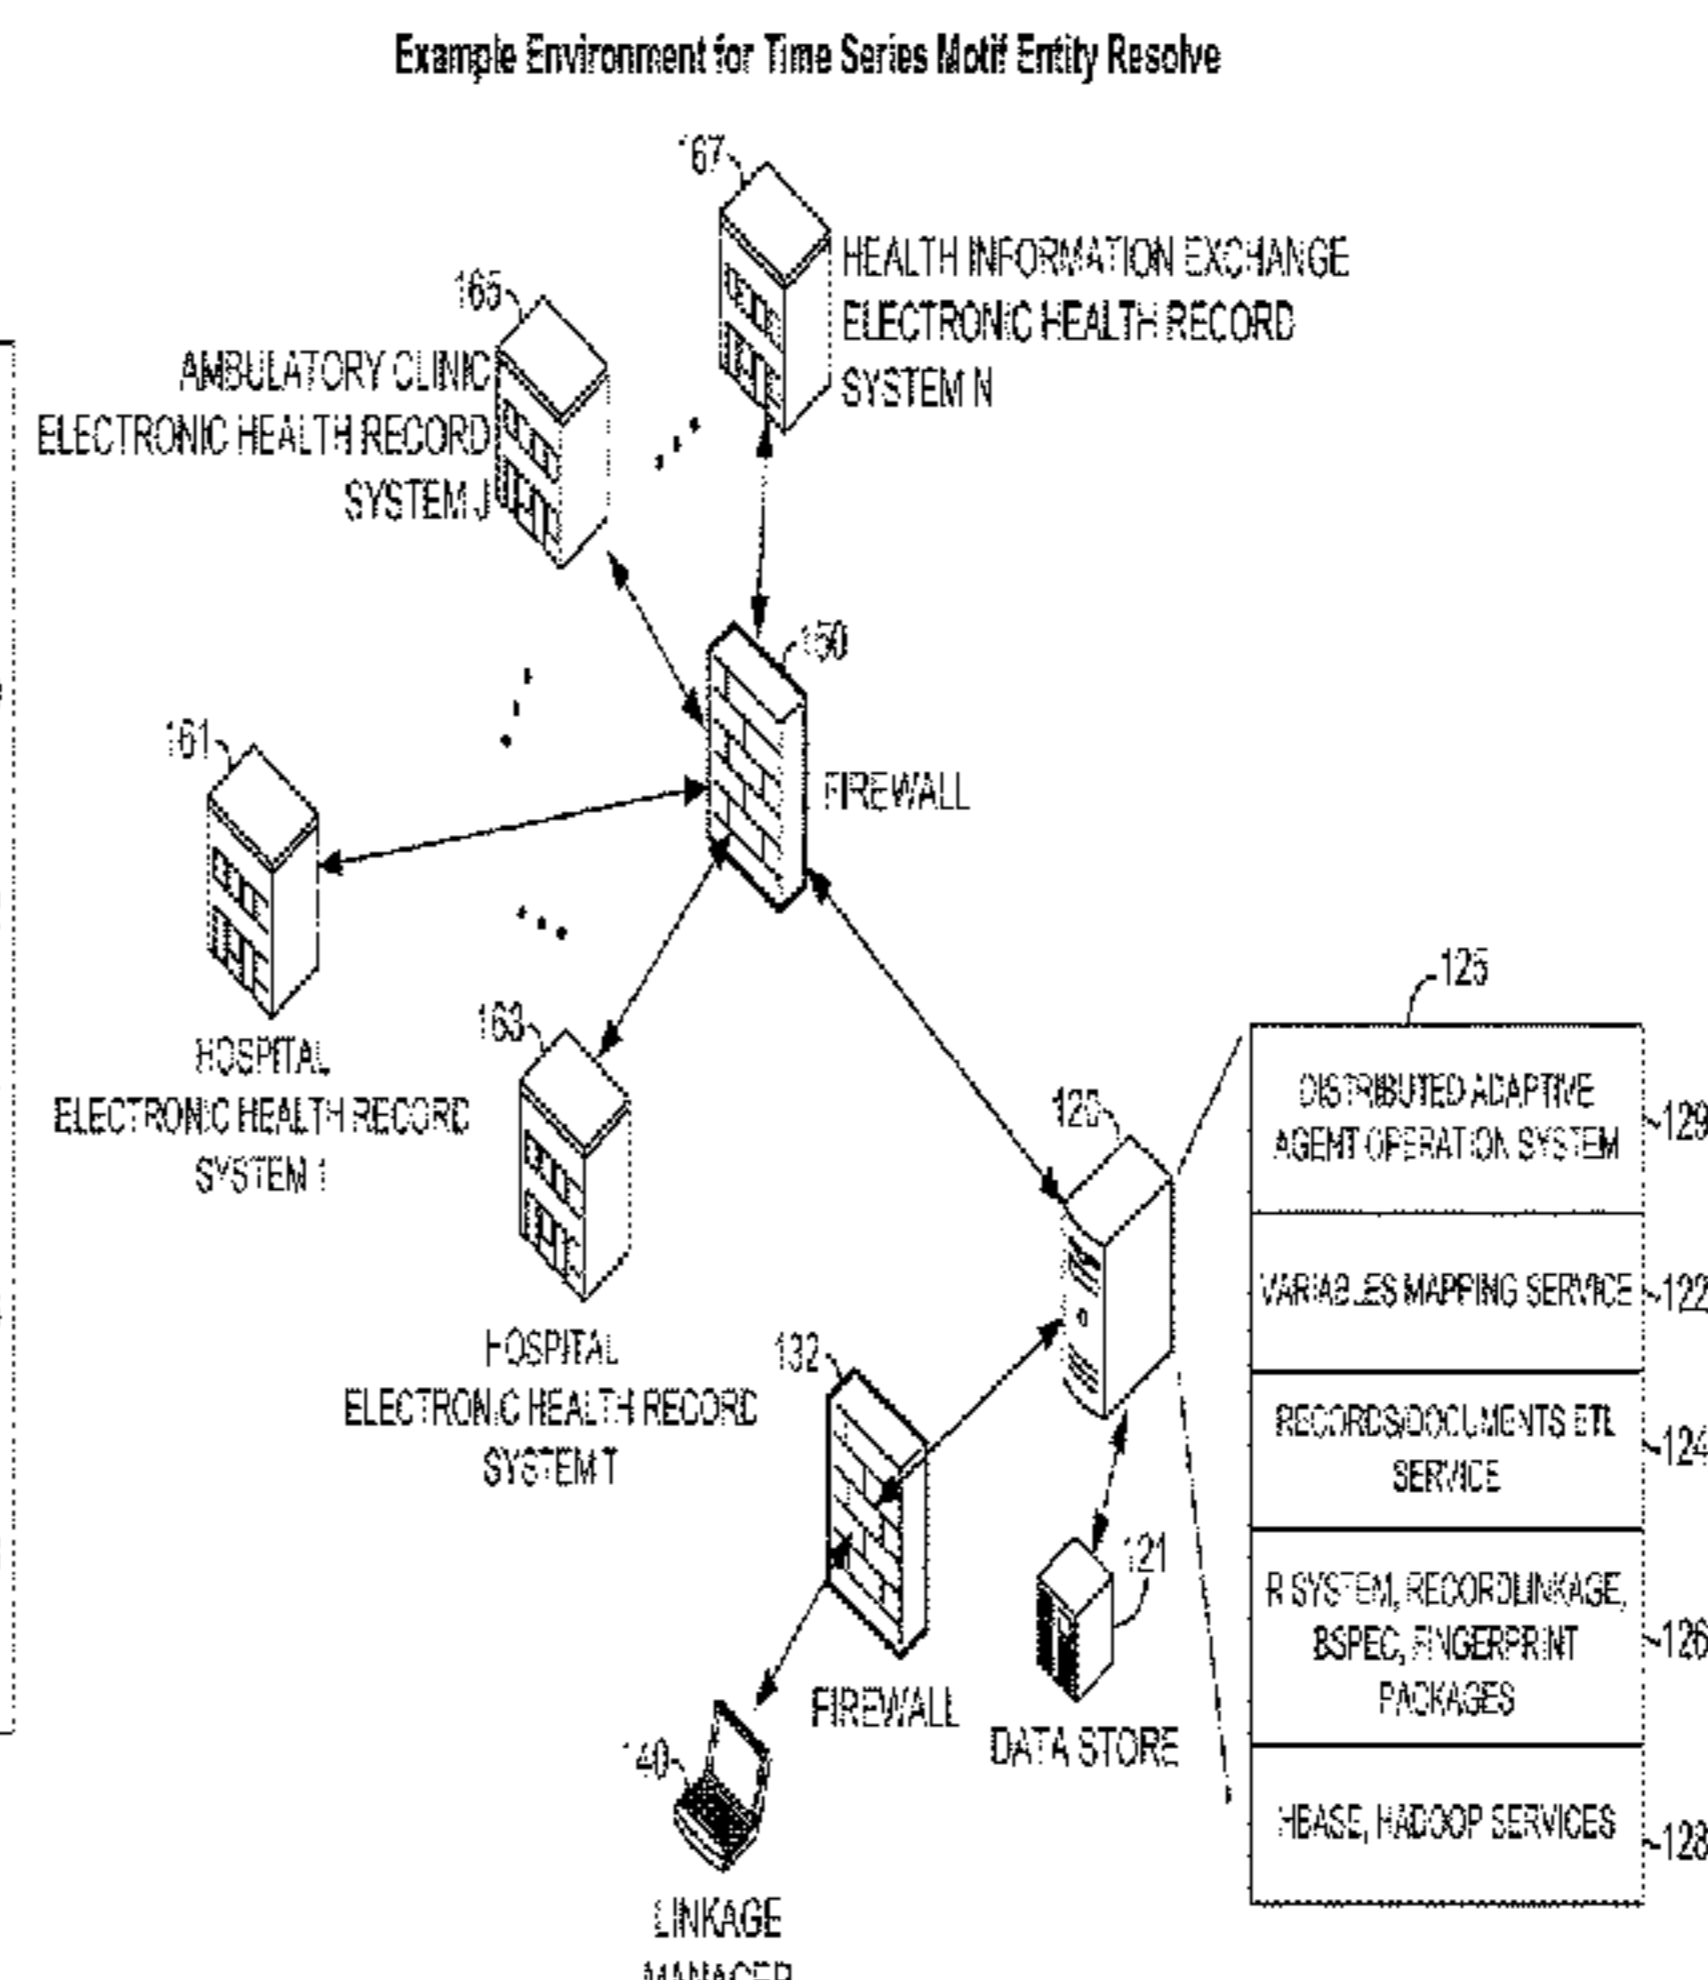 Example Environment for Time Series Motif Entity Resolve
167
HEALTH INFORMATION EXCHANGE
ELECTRONIC HEALTH RECORD
SYSTEM N
165
AMBULATORY CLINIC
ELECTRONIC HEALTH RECORD
SYSTEM J
150
FIREWALL
161
HOSPITAL
ELECTRONIC HEALTH RECORD
SYSTEM 1
163
HOSPITAL
ELECTRONIC HEALTH RECORD
SYSTEM T
120
125
DISTRIBUTED ADAPTIVE
AGENT OPERATION SYSTEM
129
VARIABLES MAPPING SERVICE
122
RECORDS/DOCUMENTS ETL
SERVICE
124
R SYSTEM, RECORDLINKAGE,
BSPEC, FINGERPRINT
PACKAGES
126
HBASE, HADOOP SERVICES
128
132
FIREWALL
121
DATA STORE
140
LINKAGE
MANAGER